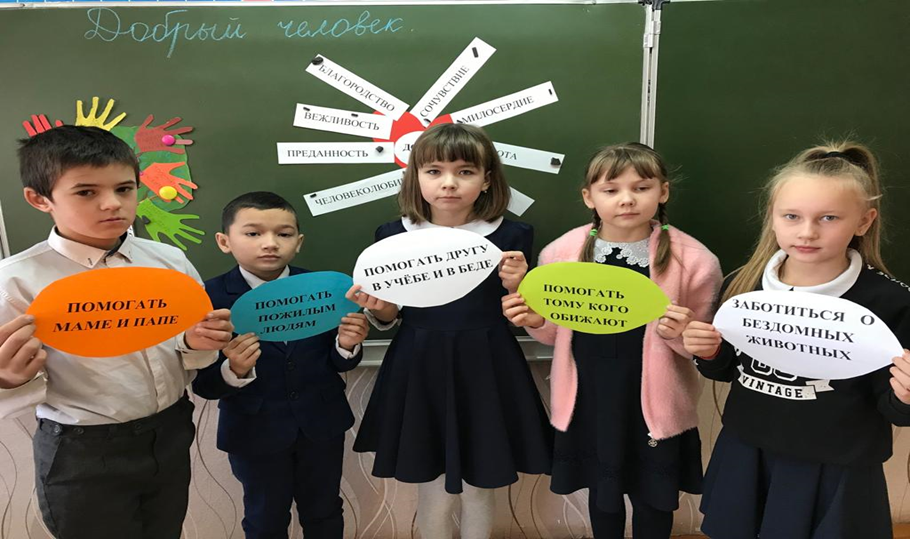 Добрый человек.
БЛАГОРОДСТВО
СОЧУВСТВИЕ
ВЕЖЛИВОСТЬ
МИЛОСЕРДИЕ
ПРЕДАННОСТЬ
ПОМОГАТЬ
МАМЕ И ПАПЕ
ПОМОГАТЬ
ПОЖИЛЫМ
ЛЮДЯМ
ПОМОГАТЬ ДРУГУ
В УЧЁБЕ И В БЕДЕ
ПОМОГАТЬ
ТОМУ КОГО
ОБИЖАЮТ
ЗАБОТИТЬСЯ О
БЕЗДОМНЫХ
ЖИВОТНЫХ
VINTAGE